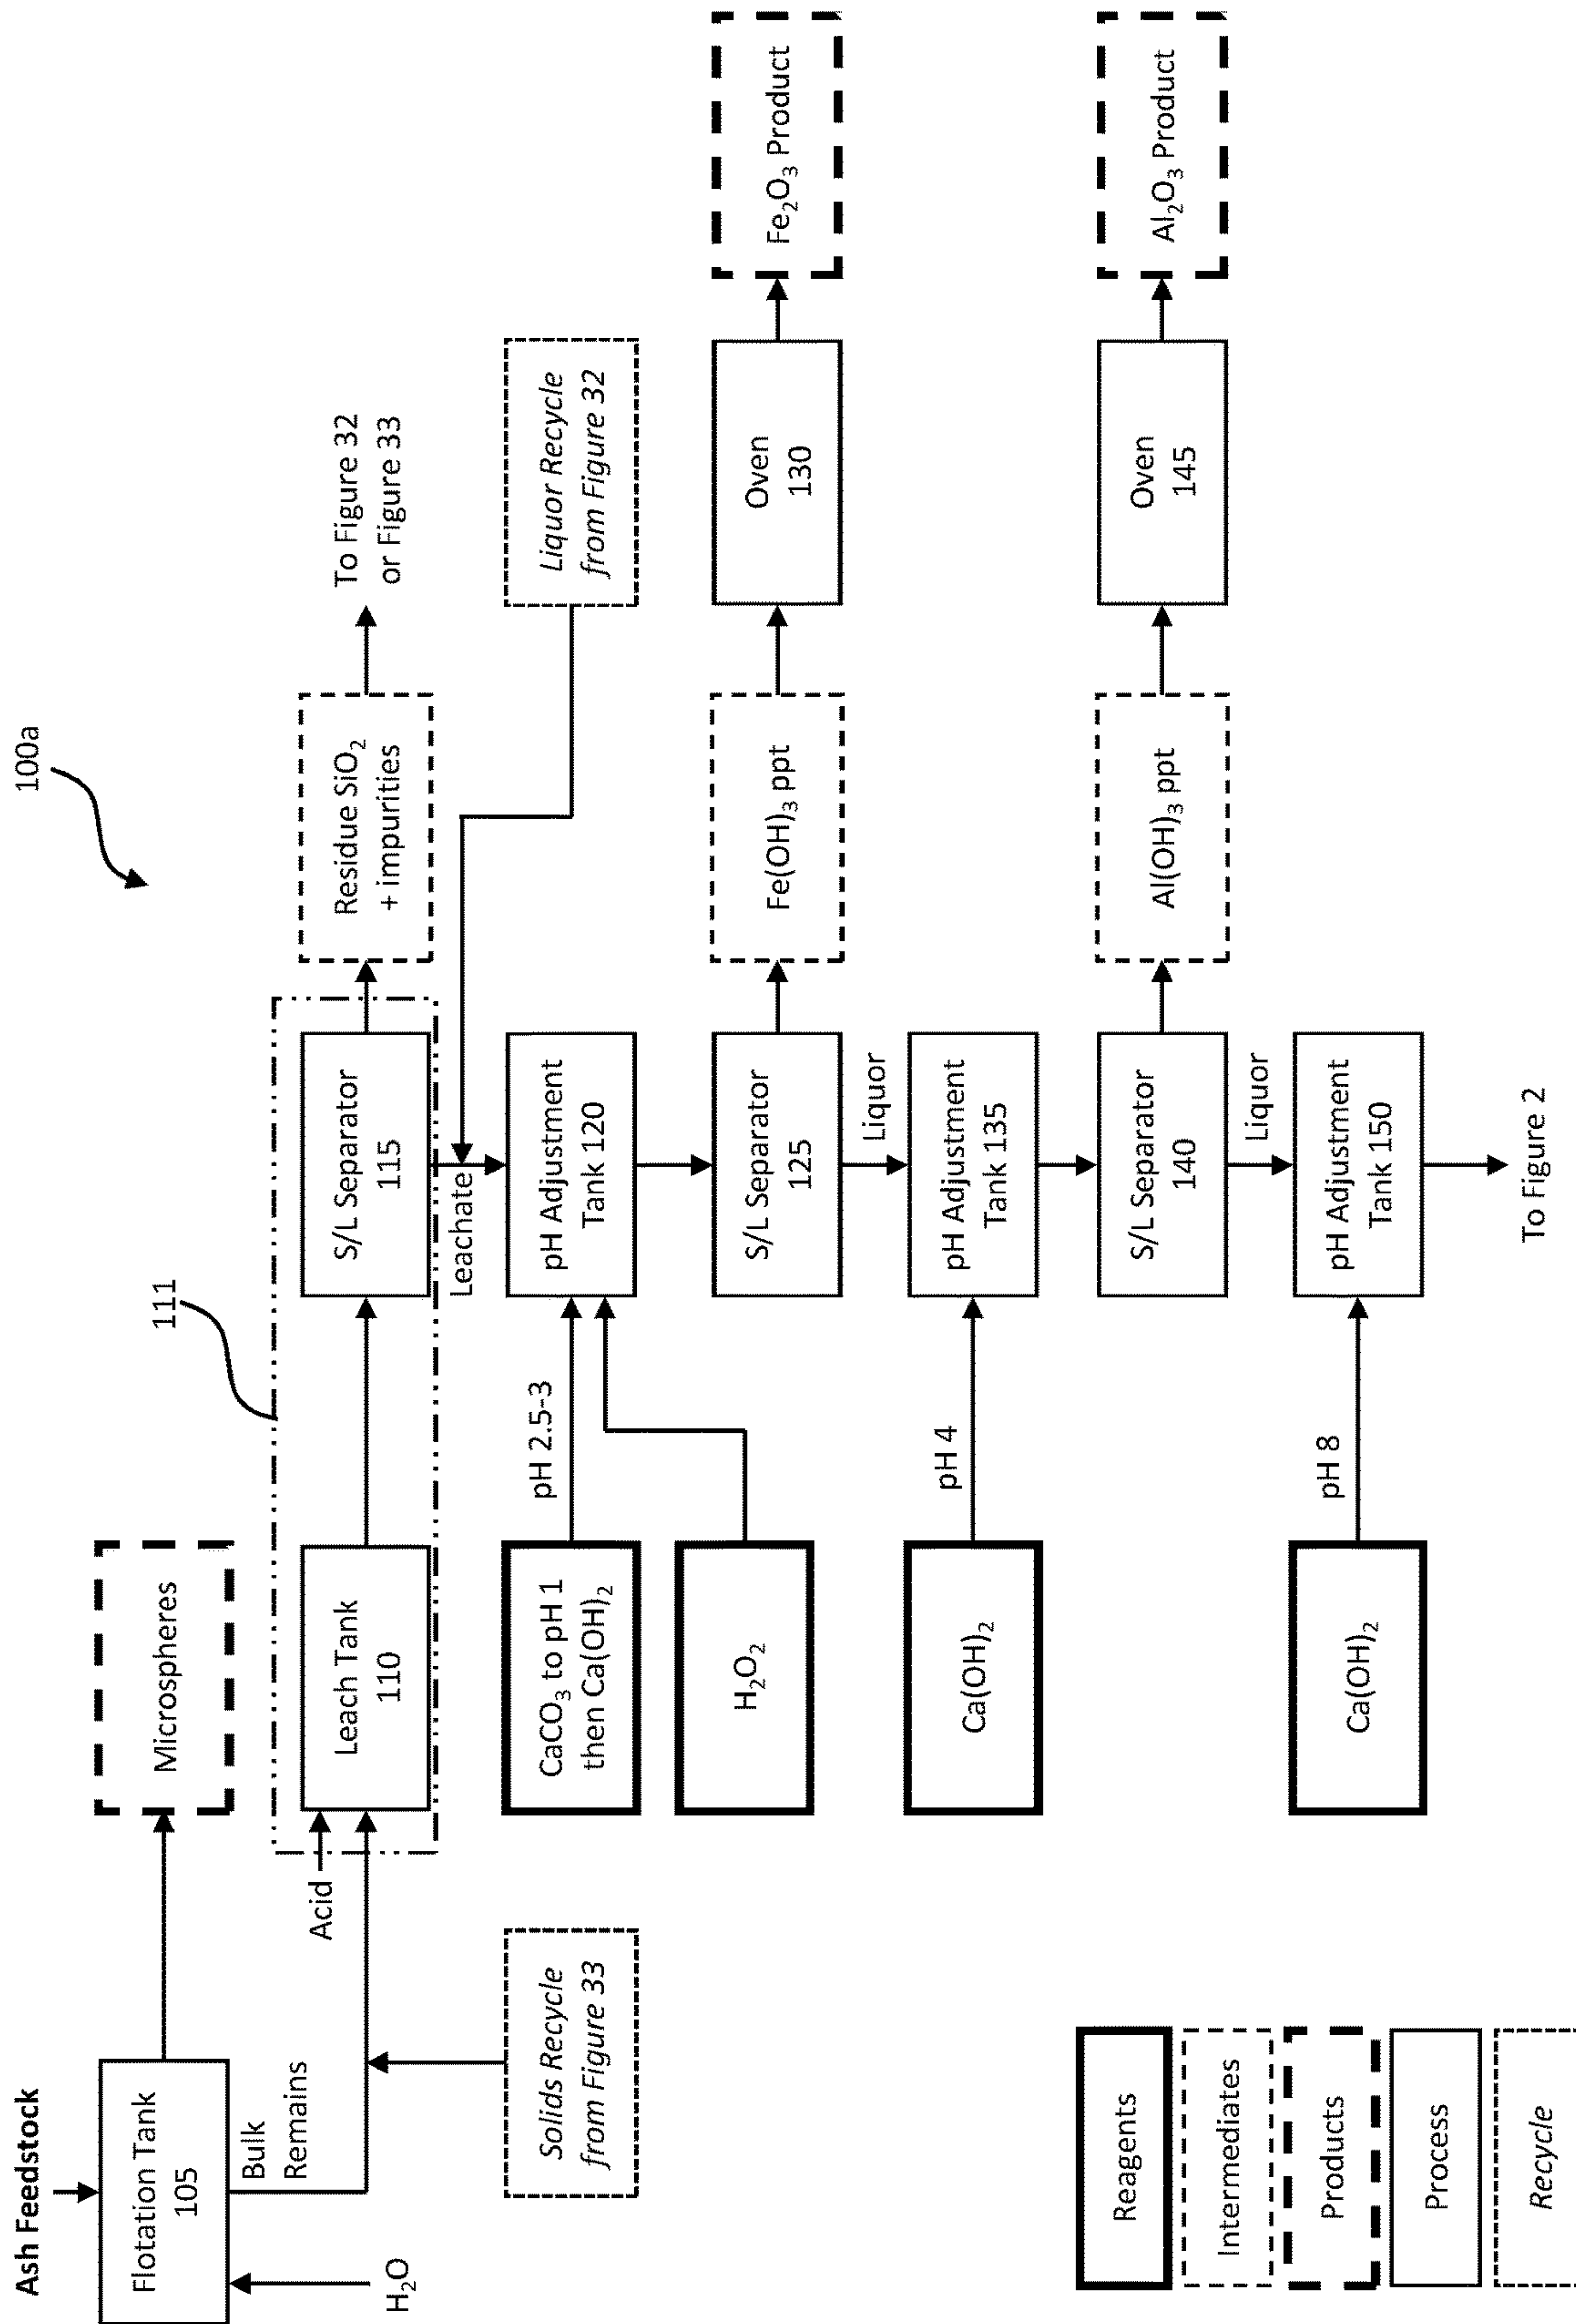 100a
Ash Feedstock
Flotation Tank
105
H₂O
Bulk
Remains
Microspheres
Solids Recycle
from Figure 33
Acid
111
Leach Tank
110
S/L Separator
115
Residue SiO₂
+ impurities
To Figure 32
or Figure 33
Leachate
Liquor Recycle
from Figure 32
CaCO₃ to pH 1
then Ca(OH)₂
pH 2.5-3
H₂O₂
pH Adjustment
Tank 120
S/L Separator
125
Fe(OH)₃ ppt
Oven
130
Fe₂O₃ Product
Liquor
Ca(OH)₂
pH 4
pH Adjustment
Tank 135
S/L Separator
140
Al(OH)₃ ppt
Oven
145
Al₂O₃ Product
Liquor
Ca(OH)₂
pH 8
pH Adjustment
Tank 150
To Figure 2
Reagents
Intermediates
Products
Process
Recycle